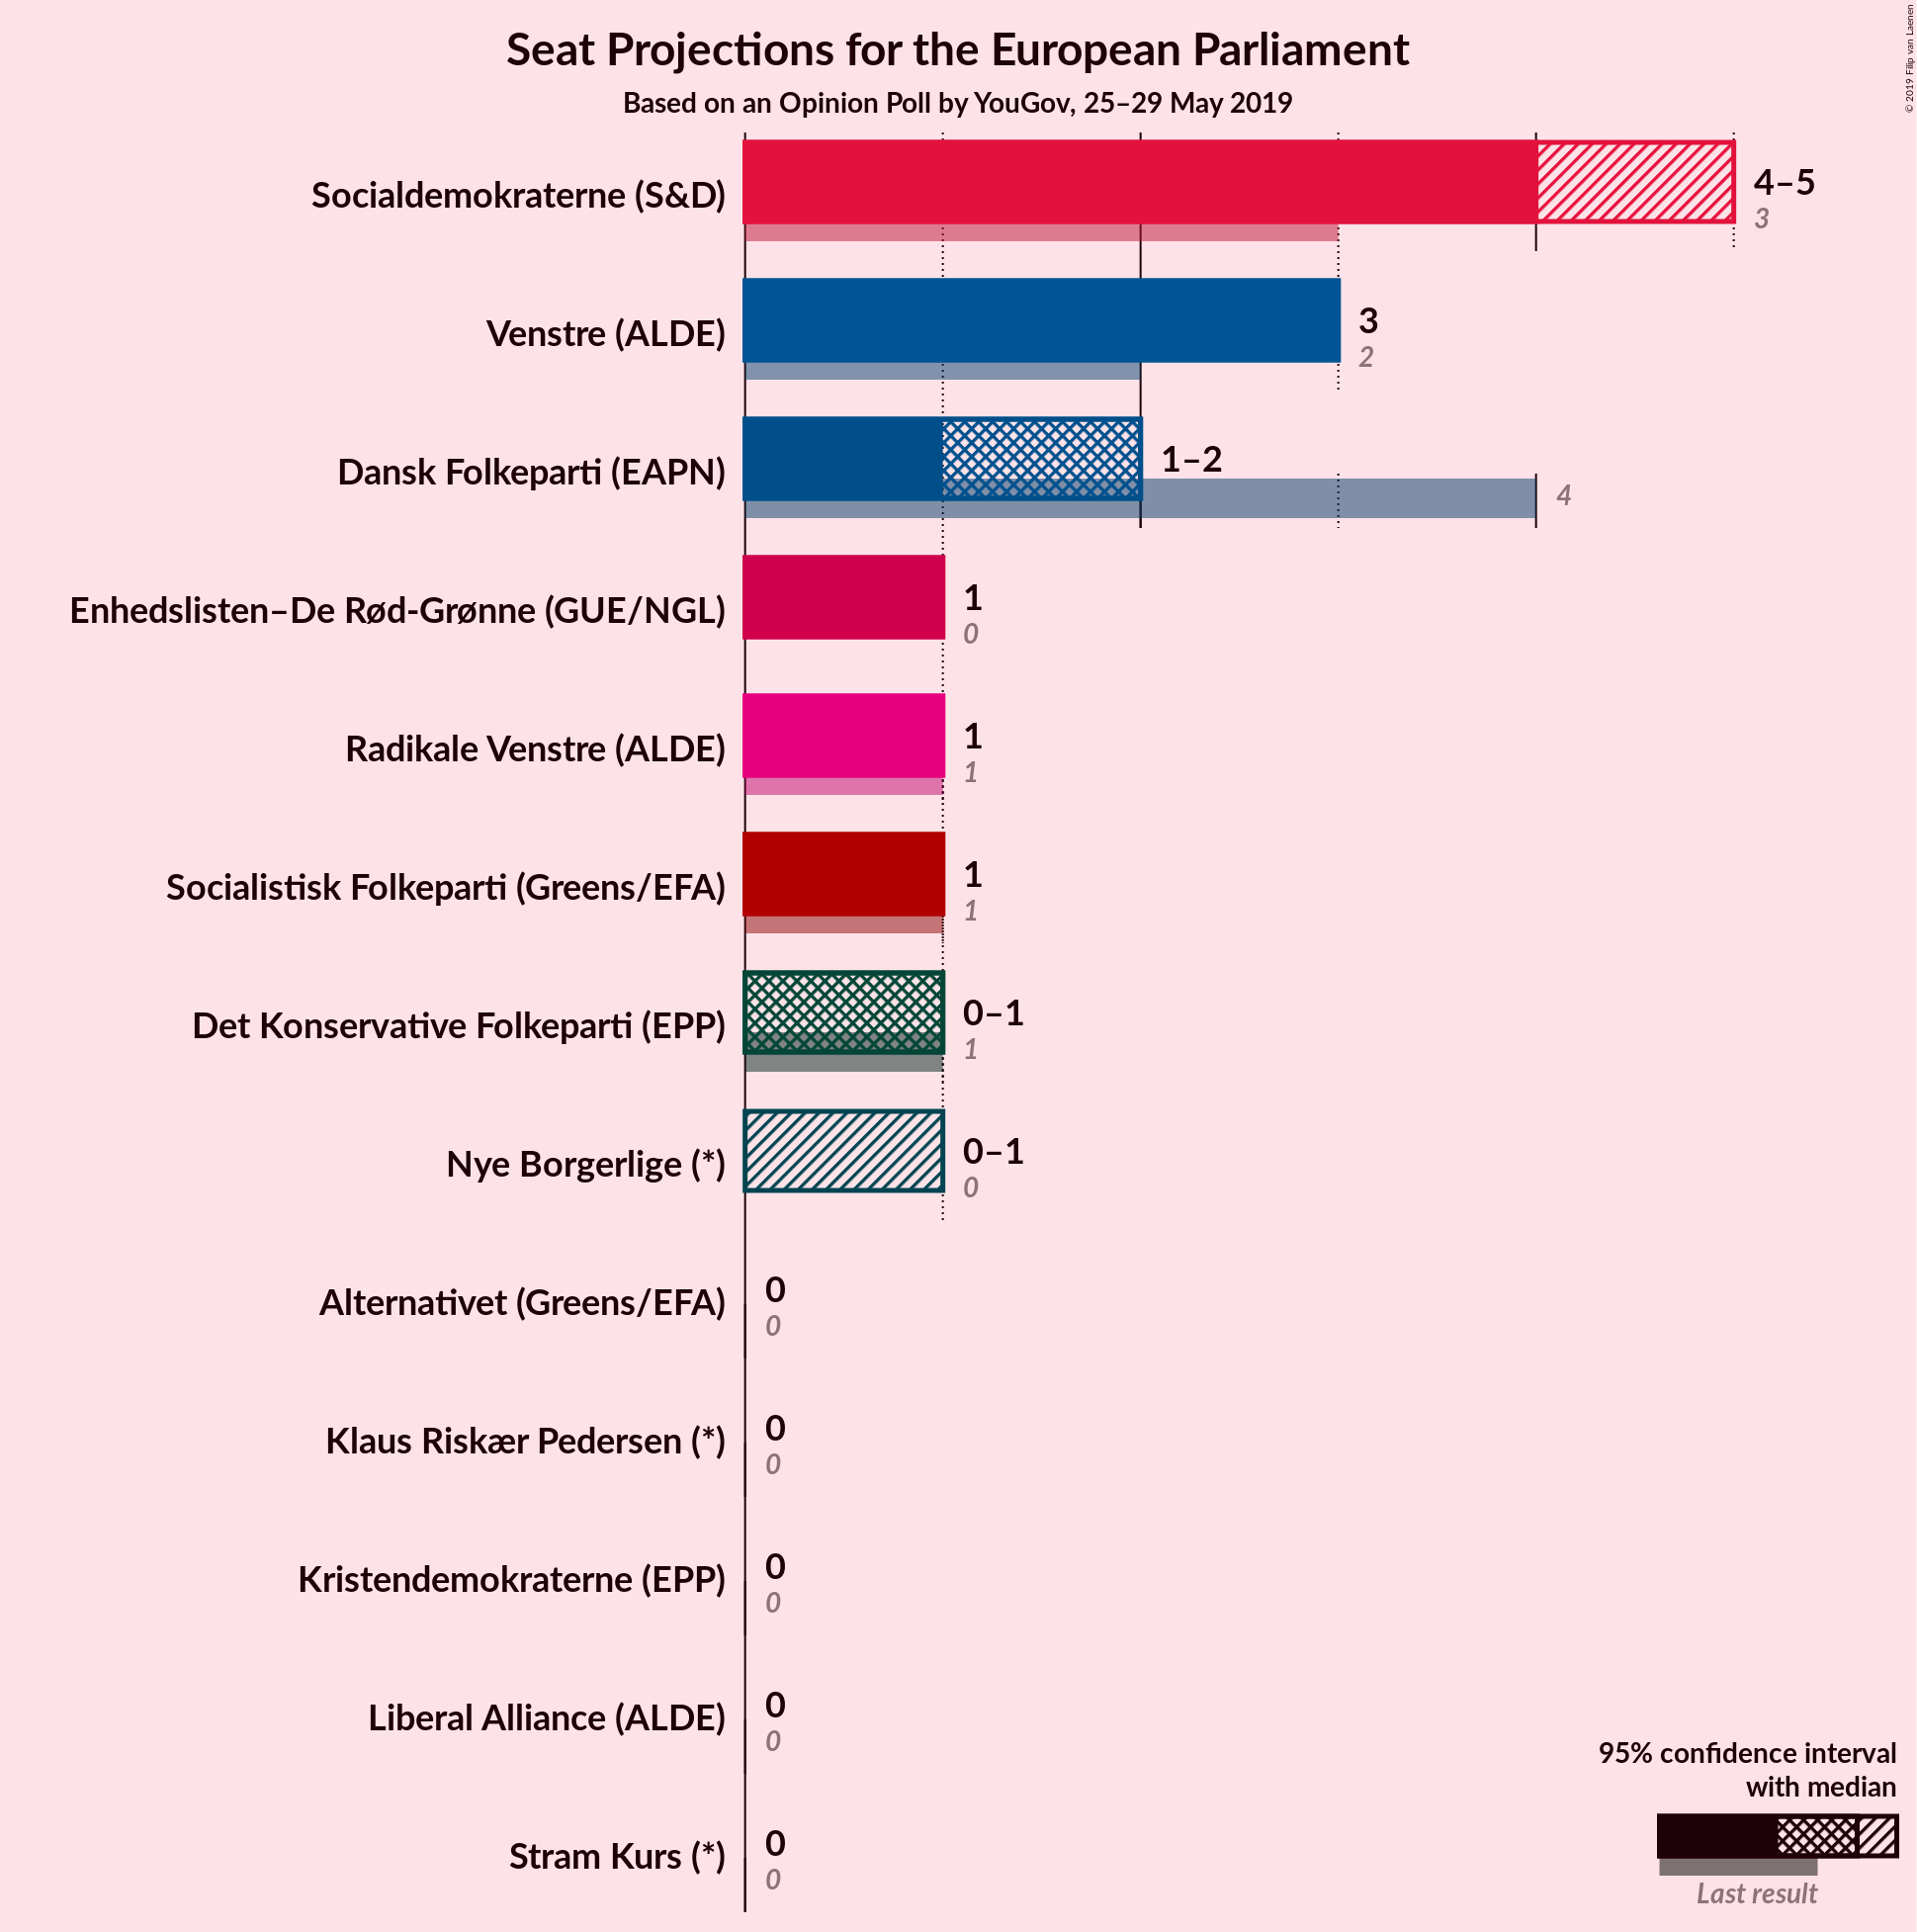 Seat Projections for the European Parliament
Based on an Opinion Poll by YouGov, 25–29 May 2019
© 2019 Filip van Laenen
Socialdemokraterne (S&D)
4–5
3
Venstre (ALDE)
3
2
Dansk Folkeparti (EAPN)
1–2
4
Enhedslisten–De Rød-Grønne (GUE/NGL)
1
0
Radikale Venstre (ALDE)
1
1
Socialistisk Folkeparti (Greens/EFA)
1
1
Det Konservative Folkeparti (EPP)
0–1
1
Nye Borgerlige (*)
0–1
0
Alternativet (Greens/EFA)
0
0
Klaus Riskær Pedersen (*)
0
0
Kristendemokraterne (EPP)
0
0
Liberal Alliance (ALDE)
0
0
Stram Kurs (*)
0
0
95% confidence interval
with median
Last result